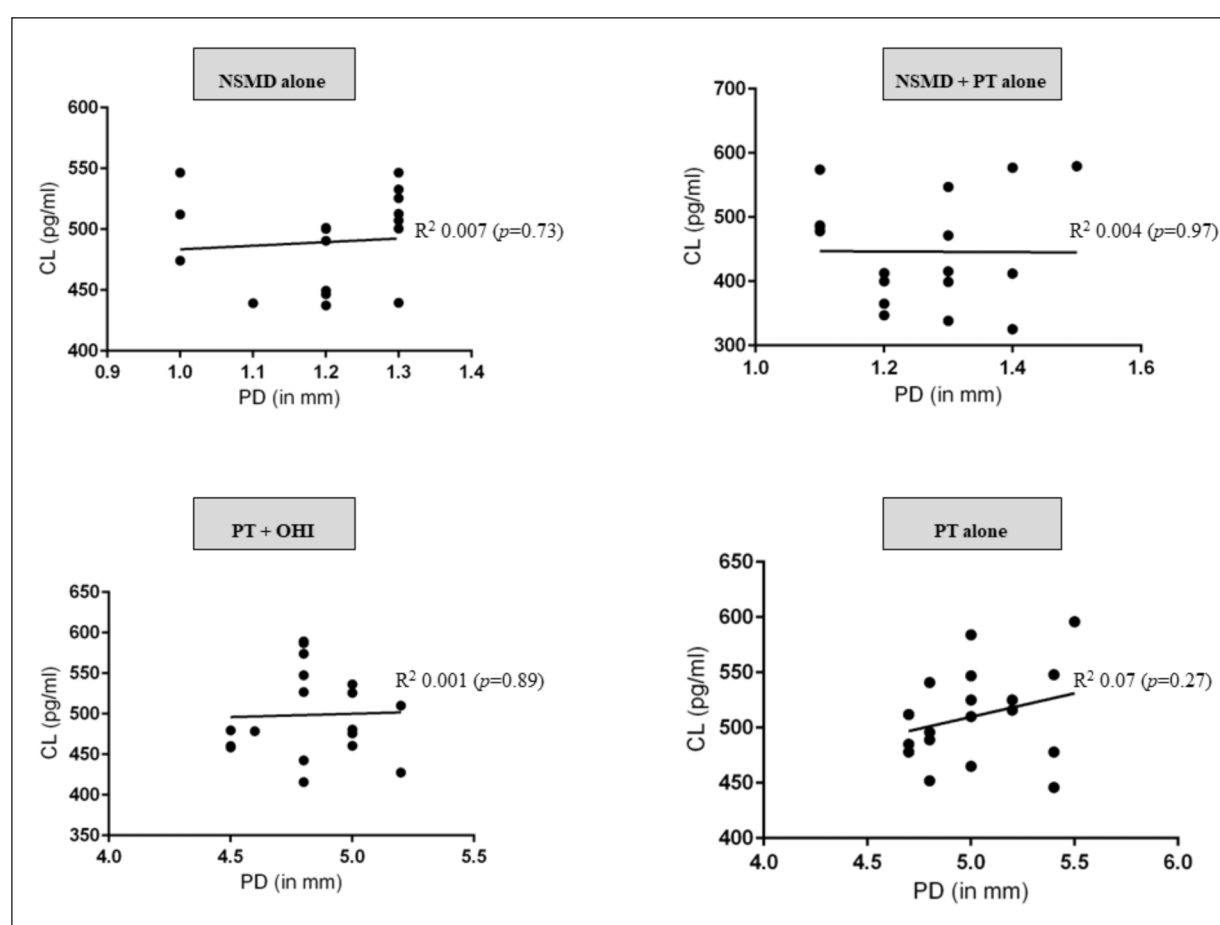 NSMD alone
600
550
500
450
400
CL (pg/ml)
R² 0.007 (p=0.73)
0.9 1.0 1.1 1.2 1.3 1.4
PD (in mm)
NSMD + PT alone
700
600
500
400
300
CL (pg/ml)
R² 0.004 (p=0.97)
1.0 1.2 1.4 1.6
PD (in mm)
PT + OHI
650
600
550
500
450
400
350
CL (pg/ml)
R² 0.001 (p=0.89)
4.0 4.5 5.0 5.5
PD (in mm)
PT alone
650
600
550
500
450
400
CL (pg/ml)
R² 0.07 (p=0.27)
4.0 4.5 5.0 5.5 6.0
PD (in mm)